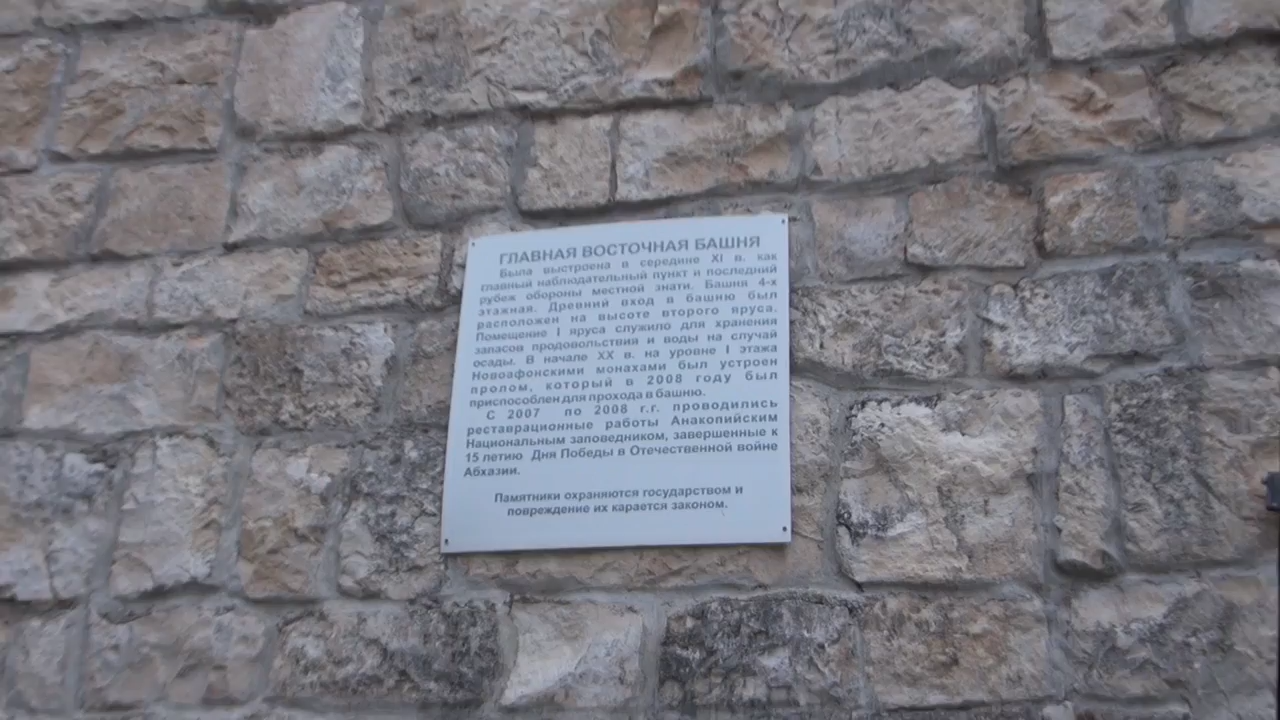 ГЛАВНАЯ ВОСТОЧНАЯ БАШНЯ
Была выстроена в середине XI в. как
главный наблюдательный пункт и последний
рубеж обороны местной знати. Башня 4-х
этажная. Древний вход в башню был
расположен на высоте второго яруса.
Помещение I яруса служило для хранения
запасов продовольствия и воды на случай
осады. В начале XX в. на уровне I этажа
Новоафонскими монахами был устроен
пролом, который в 2008 году был
приспособлен для прохода в башню.
С 2007 по 2008 г.г. проводились
реставрационные работы Анакопийским
Национальным заповедником, завершенные к
15 летию Дня Победы в Отечественной войне
Абхазии.
Памятники охраняются государством и
повреждение их карается законом.